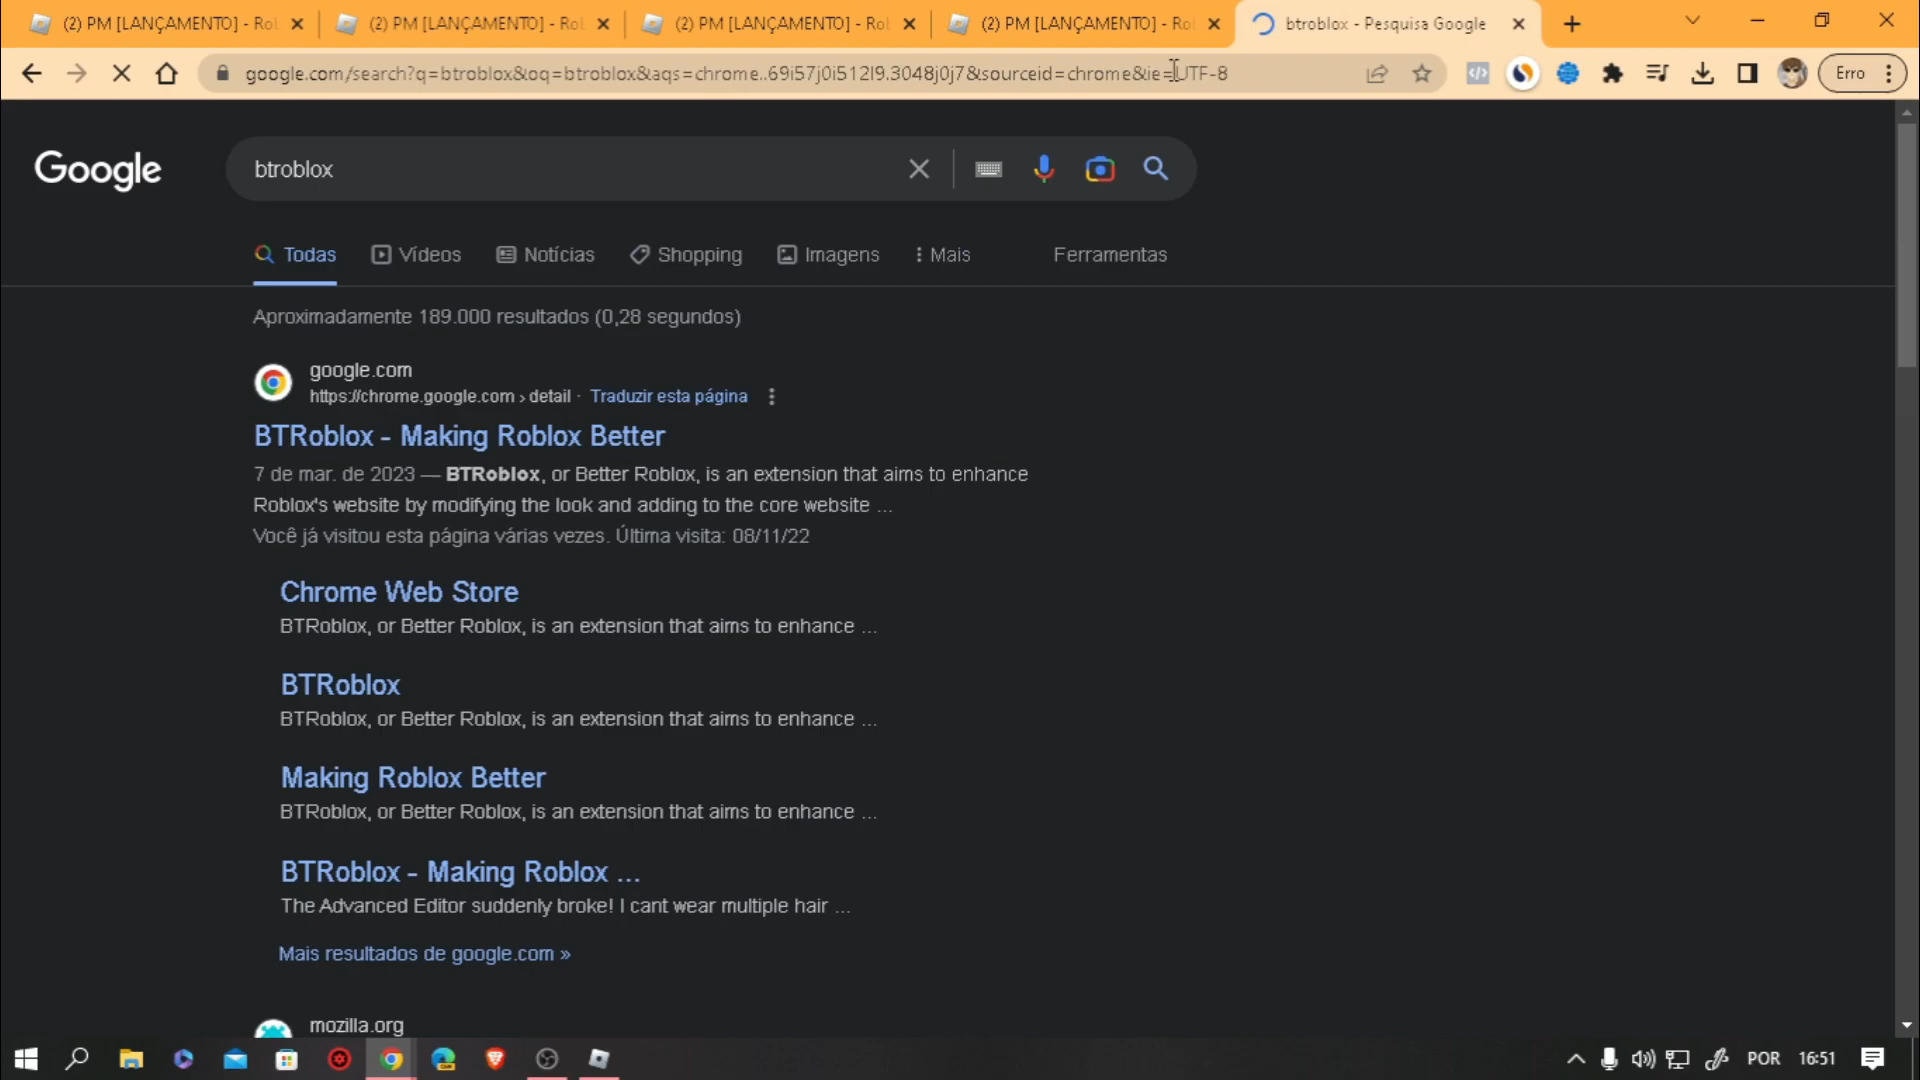 (2) PM [LANÇAMENTO] - Rob
(2) PM [LANÇAMENTO] - Rob
(2) PM [LANÇAMENTO] - Rob
(2) PM [LANÇAMENTO] - Rob
btroblox - Pesquisa Google
google.com/search?q=btroblox&oq=btroblox&aqs=chrome..69i57j0i512l9.3048j0j7&sourceid=chrome&ie=UTF-8
Erro
Google
btroblox
Todas
Vídeos
Notícias
Shopping
Imagens
Mais
Ferramentas
Aproximadamente 189.000 resultados (0,28 segundos)
google.com
https://chrome.google.com › detail · Traduzir esta página
BTRoblox - Making Roblox Better
7 de mar. de 2023 — BTRoblox, or Better Roblox, is an extension that aims to enhance
Roblox's website by modifying the look and adding to the core website ...
Você já visitou esta página várias vezes. Última visita: 08/11/22
Chrome Web Store
BTRoblox, or Better Roblox, is an extension that aims to enhance ...
BTRoblox
BTRoblox, or Better Roblox, is an extension that aims to enhance ...
Making Roblox Better
BTRoblox, or Better Roblox, is an extension that aims to enhance ...
BTRoblox - Making Roblox ...
The Advanced Editor suddenly broke! I cant wear multiple hair ...
Mais resultados de google.com »
mozilla.org
POR
16:51